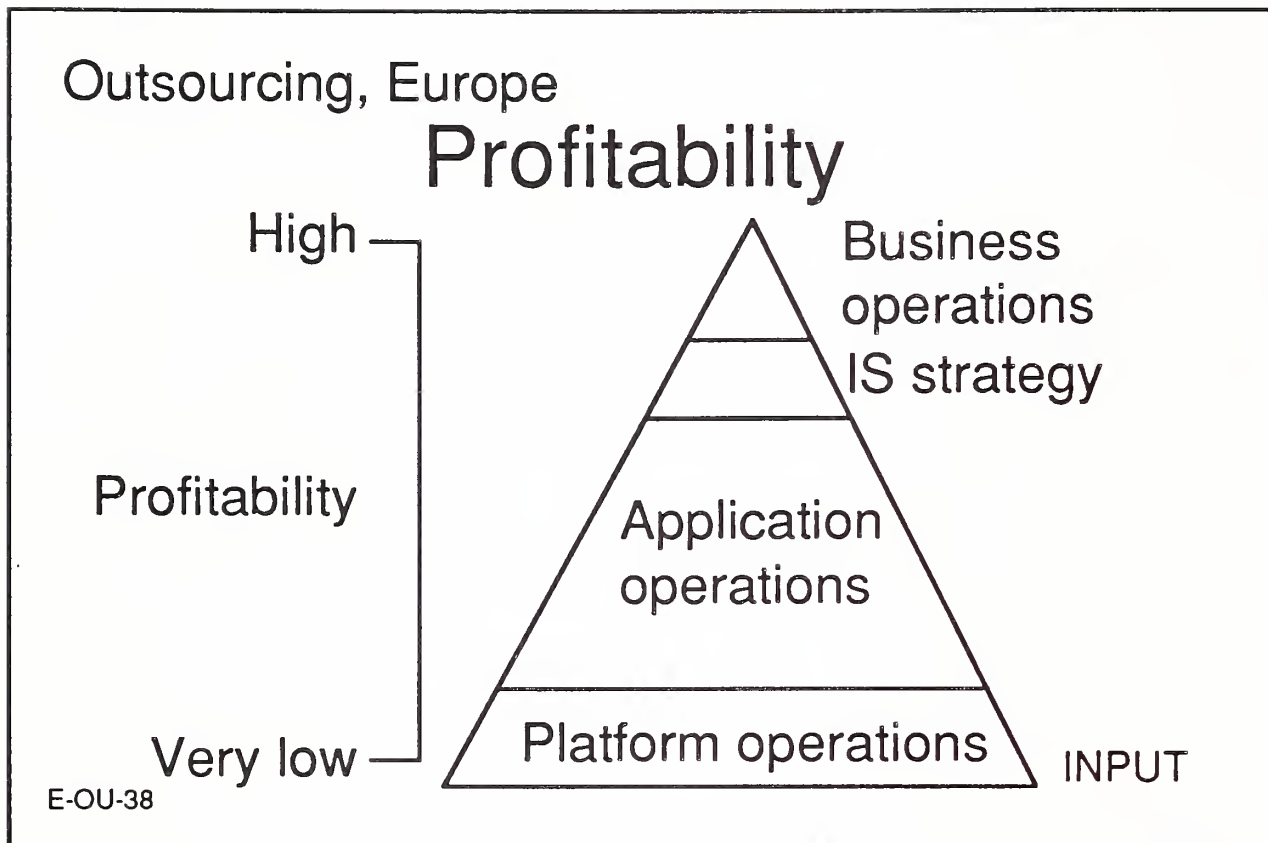 Outsourcing, Europe
Profitability
High
Business
operations
IS strategy
Profitability
Application
operations
Very low
Platform operations
INPUT
E-OU-38